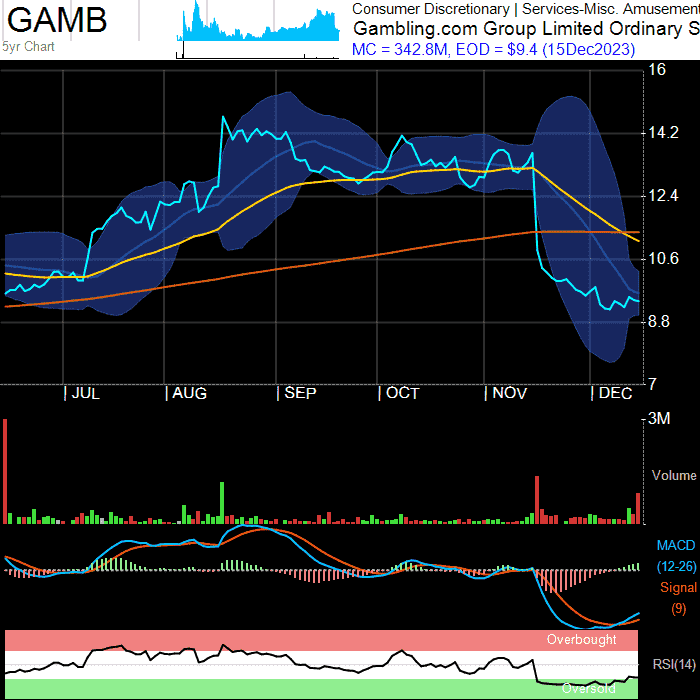 GAMB
5yr Chart
Consumer Discretionary | Services-Misc. Amusement
Gambling.com Group Limited Ordinary S
MC = 342.8M, EOD = $9.4 (15Dec2023)
16
14.2
12.4
10.6
8.8
7
| JUL | AUG | SEP | OCT | NOV | DEC
3M
Volume
MACD
(12-26)
Signal
(9)
Overbought
RSI(14)
Oversold